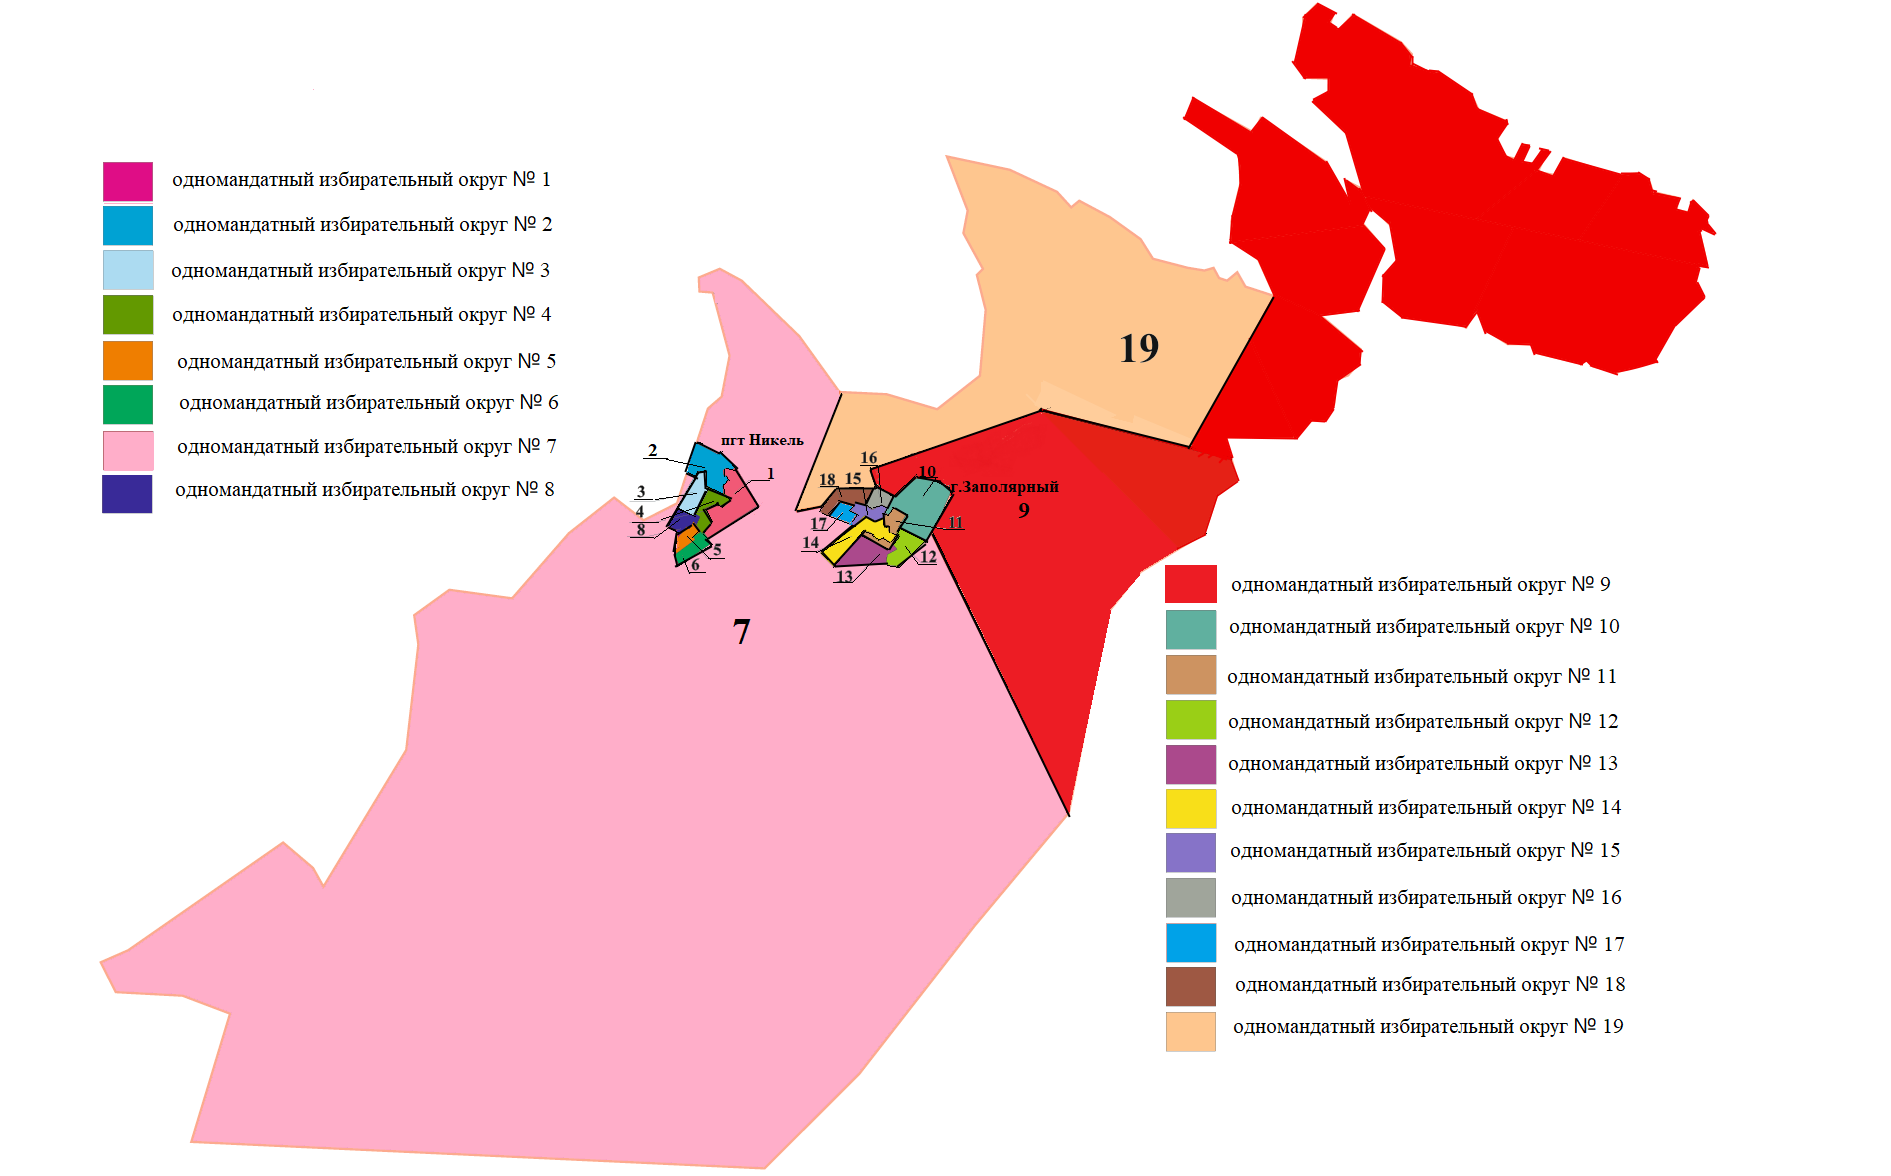 одномандатный избирательный округ № 1
одномандатный избирательный округ № 2
одномандатный избирательный округ № 3
одномандатный избирательный округ № 4
одномандатный избирательный округ № 5
одномандатный избирательный округ № 6
одномандатный избирательный округ № 7
одномандатный избирательный округ № 8
19
пгт Никель
2
1
3
4
8
5
6
16
18
15
10
г.Заполярный
9
17
11
14
12
13
7
одномандатный избирательный округ № 9
одномандатный избирательный округ № 10
одномандатный избирательный округ № 11
одномандатный избирательный округ № 12
одномандатный избирательный округ № 13
одномандатный избирательный округ № 14
одномандатный избирательный округ № 15
одномандатный избирательный округ № 16
одномандатный избирательный округ № 17
одномандатный избирательный округ № 18
одномандатный избирательный округ № 19